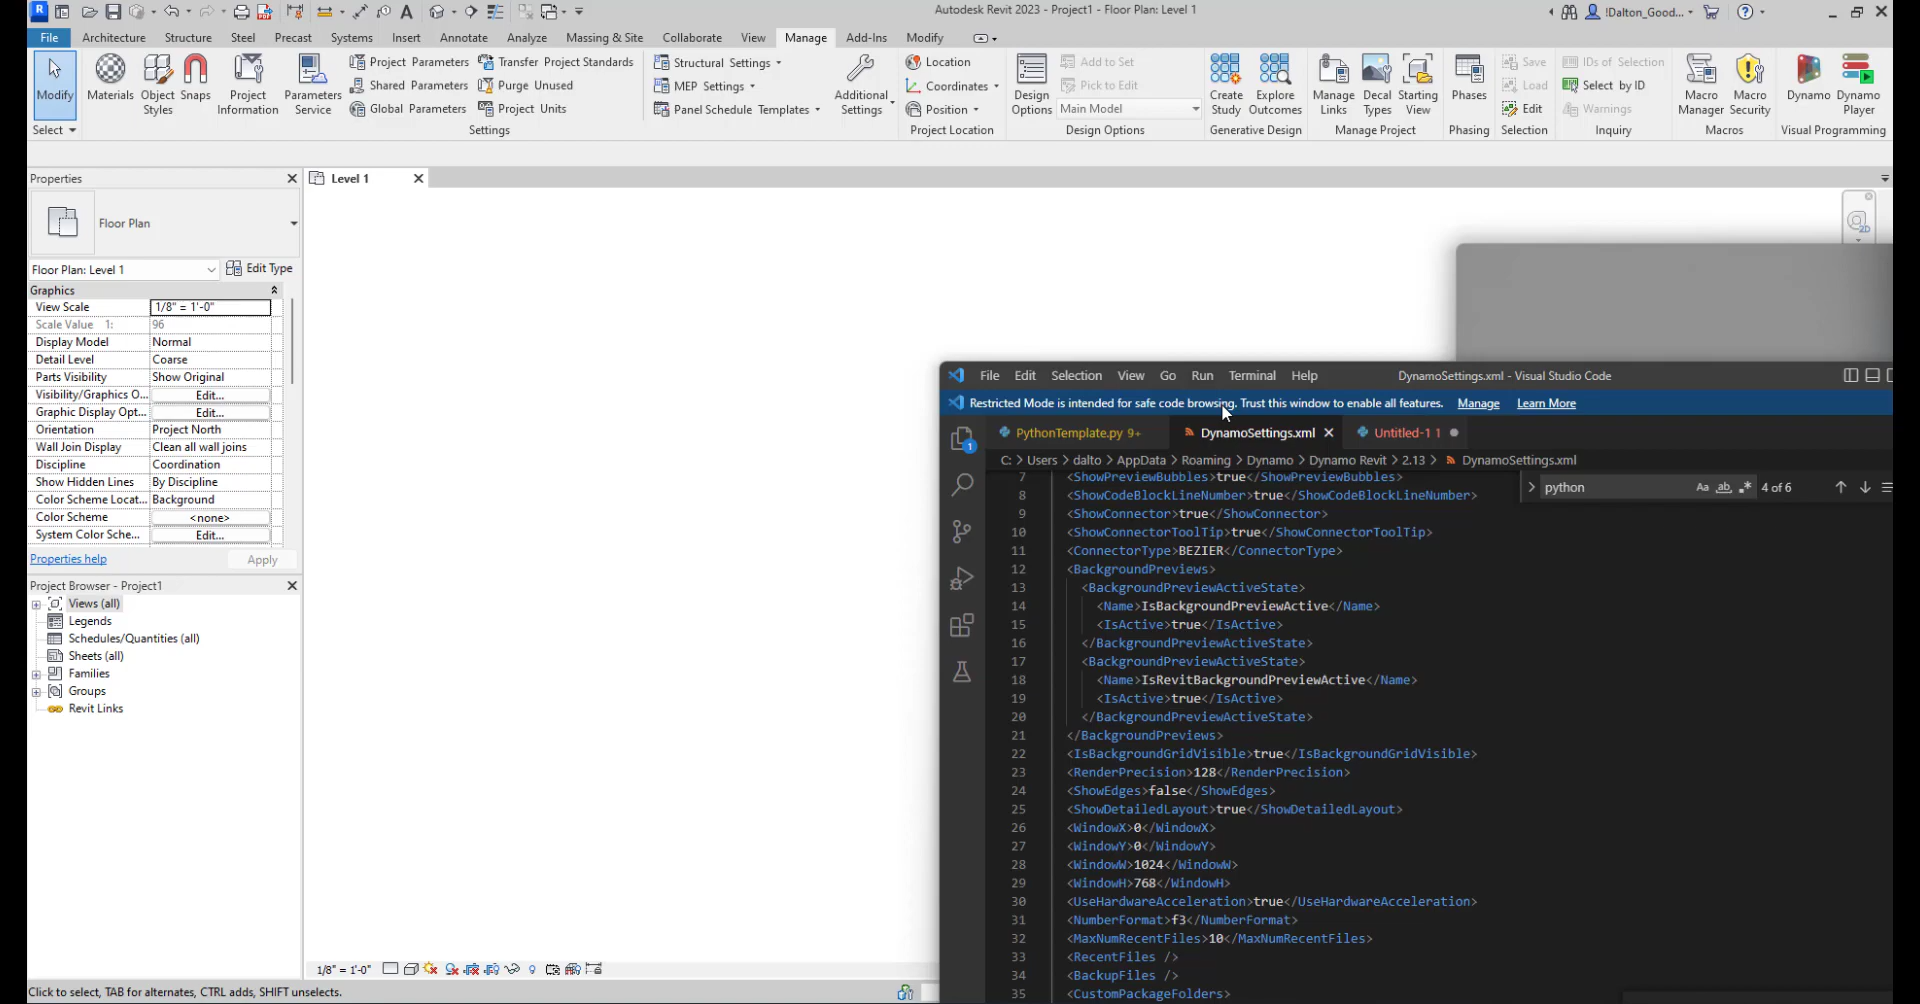 Autodesk Revit 2023 - Project1 - Floor Plan: Level 1
!Dalton_Good...
File Architecture Structure Steel Precast Systems Insert Annotate Analyze Massing & Site Collaborate View Manage Add-Ins Modify
Modify
Select
Materials
Object Styles
Snaps
Project Information
Parameters Service
Project Parameters
Shared Parameters
Global Parameters
Transfer Project Standards
Purge Unused
Project Units
Settings
Structural Settings
MEP Settings
Panel Schedule Templates
Additional Settings
Location
Coordinates
Position
Project Location
Design Options
Add to Set
Pick to Edit
Main Model
Design Options
Create Study
Explore Outcomes
Generative Design
Manage Links
Decal Types
Starting View
Manage Project
Phases
Phasing
Save
Load
Edit
Selection
IDs of Selection
Select by ID
Warnings
Inquiry
Macro Manager
Macro Security
Macros
Dynamo
Dynamo Player
Visual Programming
Properties
Floor Plan
Floor Plan: Level 1
Edit Type
Graphics
View Scale 1/8" = 1'-0"
Scale Value 1: 96
Display Model Normal
Detail Level Coarse
Parts Visibility Show Original
Visibility/Graphics O... Edit...
Graphic Display Opt... Edit...
Orientation Project North
Wall Join Display Clean all wall joins
Discipline Coordination
Show Hidden Lines By Discipline
Color Scheme Locat... Background
Color Scheme <none>
System Color Sche... Edit...
Properties help Apply
Project Browser - Project1
Views (all)
Legends
Schedules/Quantities (all)
Sheets (all)
Families
Groups
Revit Links
Level 1
2D
1/8" = 1'-0"
Click to select, TAB for alternates, CTRL adds, SHIFT unselects.
File Edit Selection View Go Run Terminal Help DynamoSettings.xml - Visual Studio Code
Restricted Mode is intended for safe code browsing. Trust this window to enable all features. Manage Learn More
1
PythonTemplate.py 9+ DynamoSettings.xml Untitled-1 1
C: > Users > dalto > AppData > Roaming > Dynamo > Dynamo Revit > 2.13 > DynamoSettings.xml
python Aa ab 4 of 6
7 <ShowPreviewBubbles>true</ShowPreviewBubbles>
8 <ShowCodeBlockLineNumber>true</ShowCodeBlockLineNumber>
9 <ShowConnector>true</ShowConnector>
10 <ShowConnectorToolTip>true</ShowConnectorToolTip>
11 <ConnectorType>BEZIER</ConnectorType>
12 <BackgroundPreviews>
13 <BackgroundPreviewActiveState>
14 <Name>IsBackgroundPreviewActive</Name>
15 <IsActive>true</IsActive>
16 </BackgroundPreviewActiveState>
17 <BackgroundPreviewActiveState>
18 <Name>IsRevitBackgroundPreviewActive</Name>
19 <IsActive>true</IsActive>
20 </BackgroundPreviewActiveState>
21 </BackgroundPreviews>
22 <IsBackgroundGridVisible>true</IsBackgroundGridVisible>
23 <RenderPrecision>128</RenderPrecision>
24 <ShowEdges>false</ShowEdges>
25 <ShowDetailedLayout>true</ShowDetailedLayout>
26 <WindowX>0</WindowX>
27 <WindowY>0</WindowY>
28 <WindowW>1024</WindowW>
29 <WindowH>768</WindowH>
30 <UseHardwareAcceleration>true</UseHardwareAcceleration>
31 <NumberFormat>f3</NumberFormat>
32 <MaxNumRecentFiles>10</MaxNumRecentFiles>
33 <RecentFiles />
34 <BackupFiles />
35 <CustomPackageFolders>